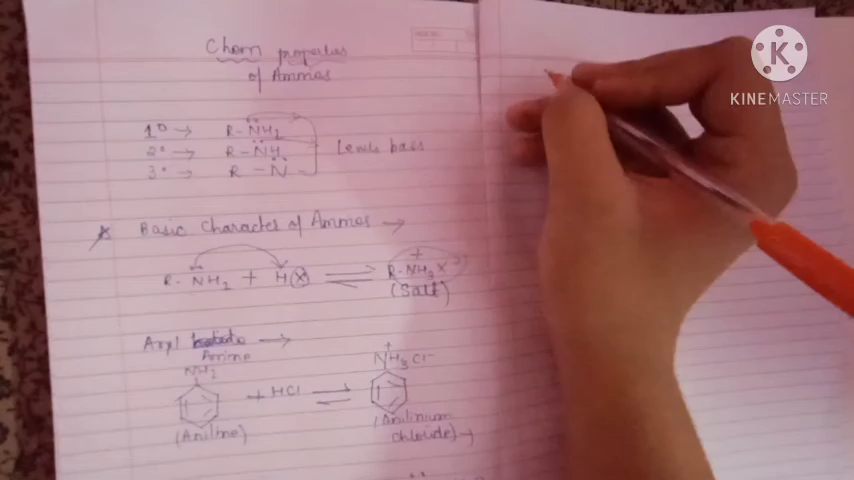 Chem properties
of Amines
1° → R-NH2
2° → R-NH
3° → R-N
Lewis base
Basic Character of Amines →
R-NH2 + HX ⇌ R-NH3X
(Salt)
Aryl
Amine →
NH2
+ HCl ⇌
NH3Cl-
(Aniline)
(Anilinium
chloride) →
KINEMASTER